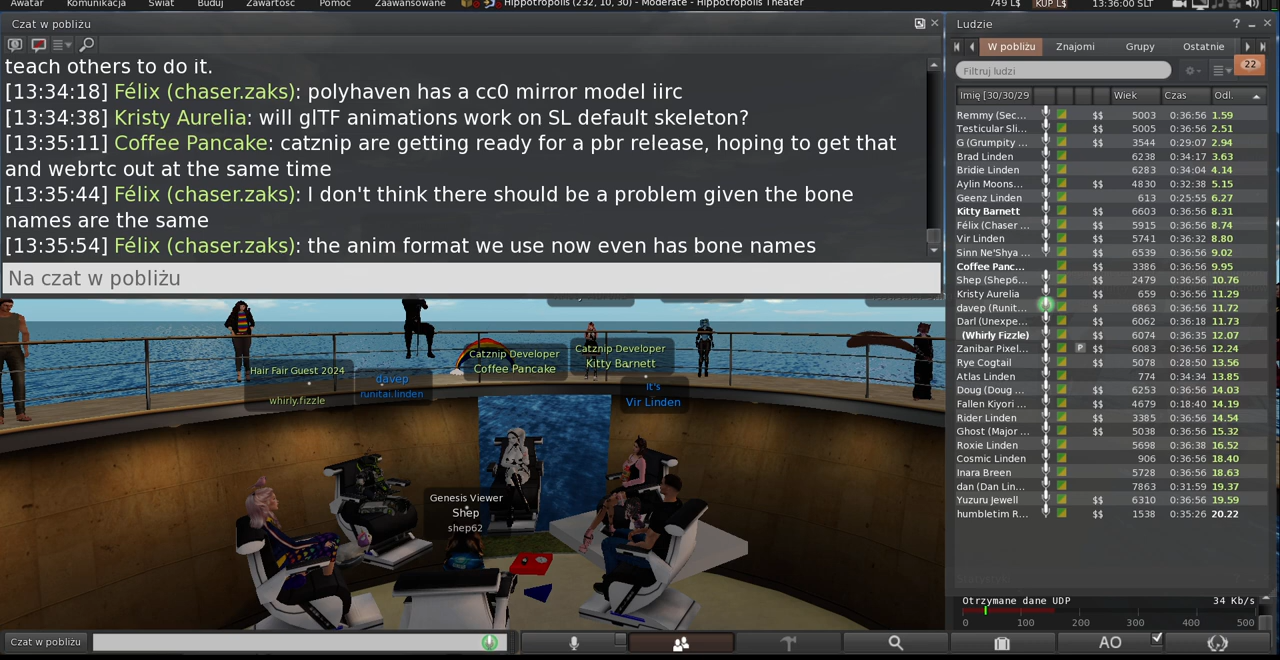 Awatar Komunikacja Świat Buduj Zawartość Pomoc Zaawansowane Hippotropolis (232, 10, 30) - Moderate - Hippotropolis Theater 749 L$ KUP L$ 13:36:00 SLT
Czat w pobliżu
teach others to do it.
[13:34:18] Félix (chaser.zaks): polyhaven has a cc0 mirror model iirc
[13:34:38] Kristy Aurelia: will glTF animations work on SL default skeleton?
[13:35:11] Coffee Pancake: catznip are getting ready for a pbr release, hoping to get that
and webrtc out at the same time
[13:35:44] Félix (chaser.zaks): I don't think there should be a problem given the bone
names are the same
[13:35:54] Félix (chaser.zaks): the anim format we use now even has bone names
Na czat w pobliżu
Catznip Developer
Coffee Pancake
Catznip Developer
Kitty Barnett
Hair Fair Guest 2024
whirly.fizzle
davep
runitai.linden
It's
Vir Linden
Genesis Viewer
Shep
shep62
Czat w pobliżu
Ludzie
W pobliżu Znajomi Grupy Ostatnie
22
Filtruj ludzi
Imię [30/30/29 Wiek Czas Odl.
Remmy (Sec... $$ 5003 0:36:56 1.59
Testicular Sli... 5005 0:36:56 2.51
G (Grumpity ... $$ 3544 0:29:07 2.94
Brad Linden 6238 0:34:17 3.63
Bridie Linden 6283 0:34:04 4.14
Aylin Moons... $$ 4830 0:32:38 5.15
Geenz Linden 613 0:25:55 6.27
Kitty Barnett $$ 6603 0:36:56 8.31
Félix (Chaser ... $$ 5915 0:36:56 8.74
Vir Linden $$ 5741 0:36:32 8.80
Sinn Ne'Shya ... $$ 6539 0:36:56 9.02
Coffee Panc... $$ 3386 0:36:56 9.95
Shep (Shep6... $$ 2479 0:36:56 10.76
Kristy Aurelia $$ 659 0:36:56 11.29
davep (Runit... $ 6863 0:36:56 11.72
Darl (Unexpe... $$ 6062 0:36:18 11.73
(Whirly Fizzle) $$ 6074 0:36:35 12.07
Zanibar Pixel... P $$ 6083 0:36:56 12.24
Rye Cogtail $$ 5078 0:28:50 13.56
Atlas Linden 774 0:34:34 13.85
Doug (Doug ... $$ 6253 0:36:56 14.03
Fallen Kiyori ... $$ 4679 0:18:40 14.19
Rider Linden $$ 3385 0:36:56 14.54
Ghost (Major ... $$ 5038 0:36:56 15.32
Roxie Linden 5698 0:36:38 16.52
Cosmic Linden 906 0:36:56 18.40
Inara Breen 5728 0:36:56 18.63
dan (Dan Lin... 7863 0:31:59 19.37
Yuzuru Jewell $$ 6310 0:36:56 19.59
humbletim R... $$ 1538 0:35:26 20.22
Otrzymane dane UDP 34 Kb/s
0 100 200 300 400 500
AO